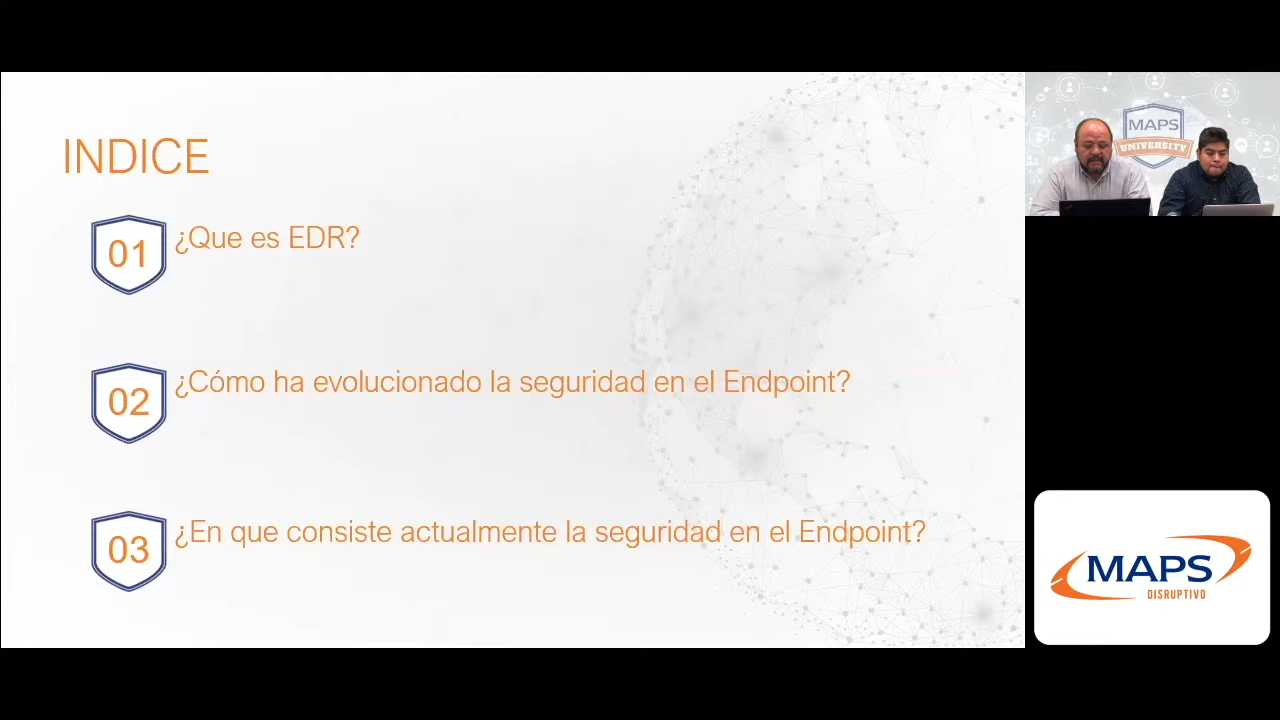 INDICE
01 ¿Que es EDR?
02 ¿Cómo ha evolucionado la seguridad en el Endpoint?
03 ¿En que consiste actualmente la seguridad en el Endpoint?
MAPS
UNIVERSITY
MAPS
DISRUPTIVO